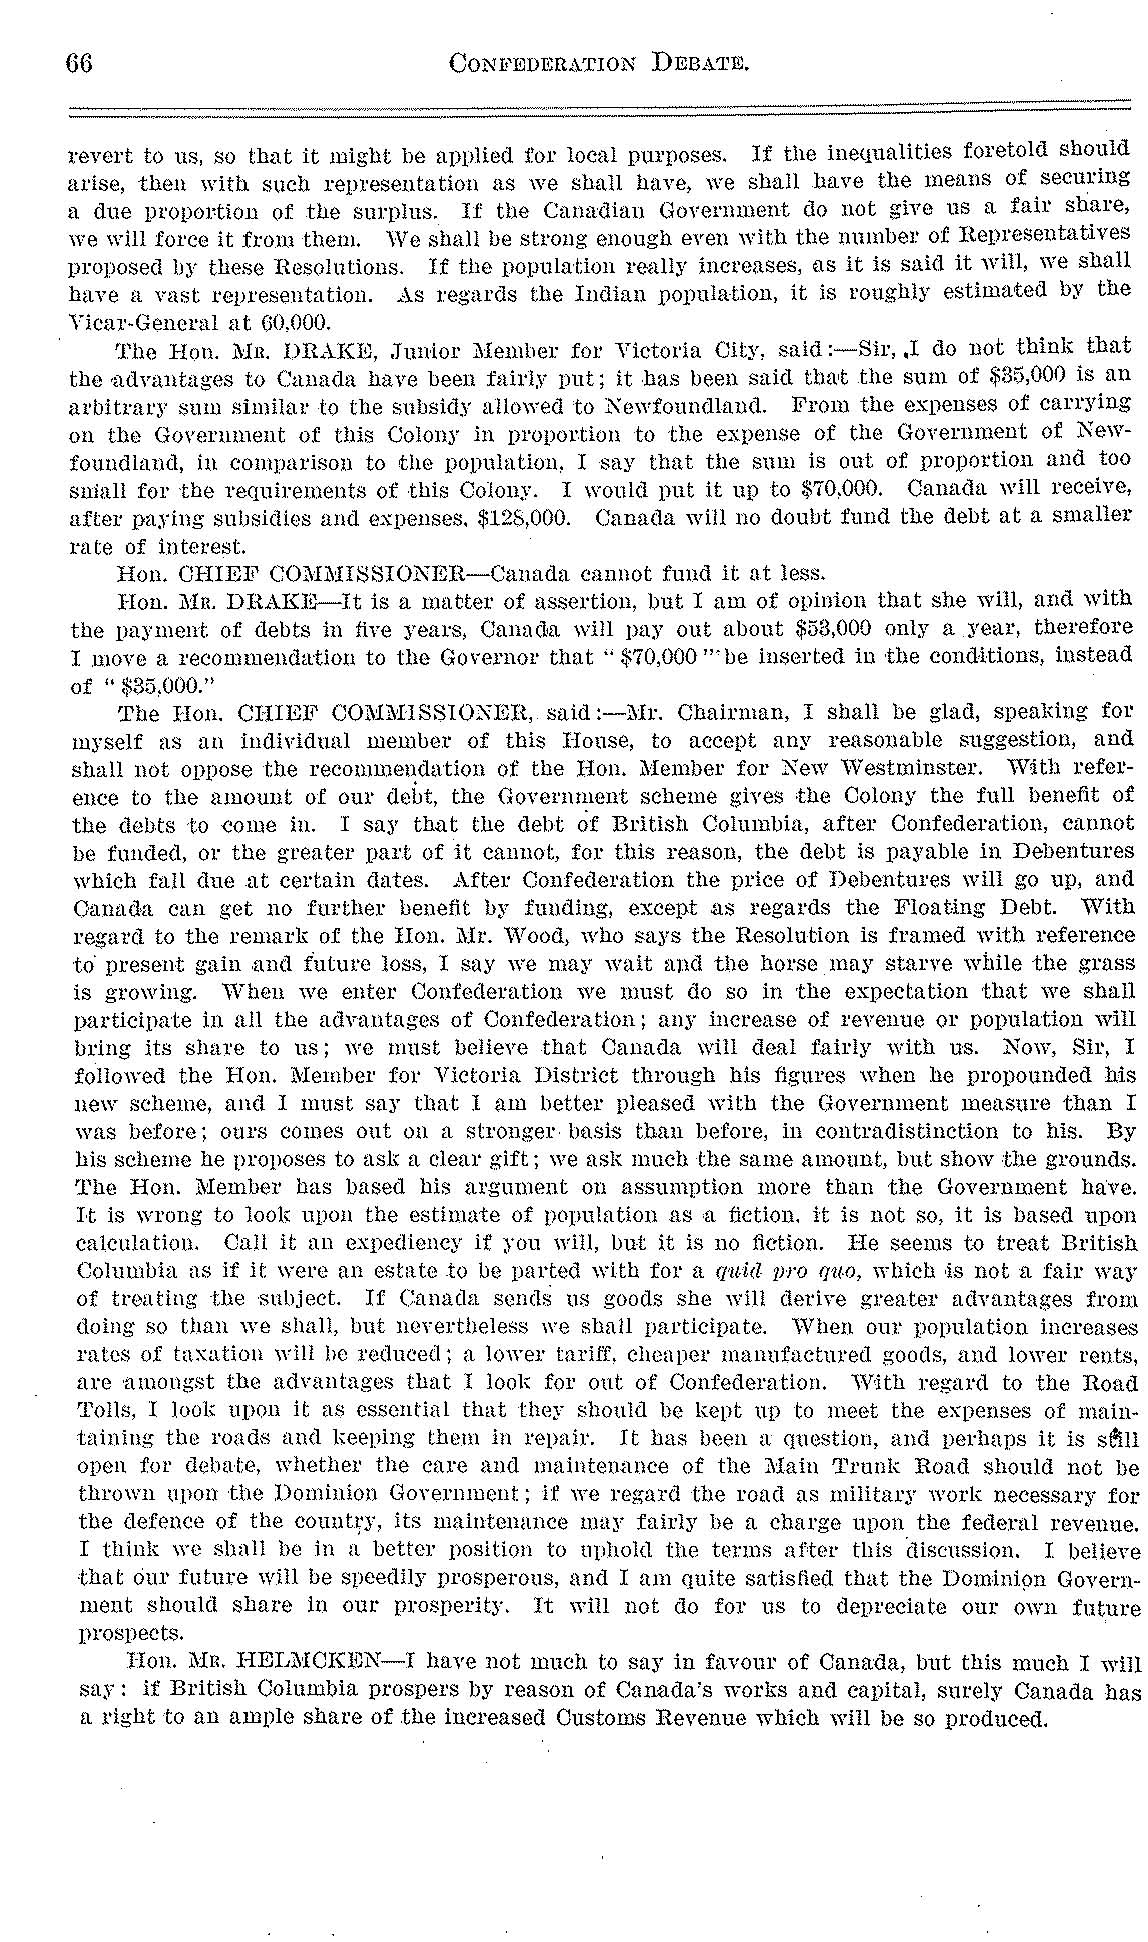 66 CONFEDERATION DEBATE.
revert to us, so that it might be applied for local purposes. If the inequalities foretold should
arise, then with such representation as we shall have, we shall have the means of securing
a due proportion of the surplus. If the Canadian Government do not give us a fair share,
we will force it from them. We shall be strong enough even with the number of Representatives
proposed by these Resolutions. If the population really increases, as it is said it will, we shall
have a vast representation. As regards the Indian population, it is roughly estimated by the
Vicar-General at 60,000.
The Hon. MR. DRAKE, Junior Member for Victoria City, said:—Sir, I do not think that
the advantages to Canada have been fairly put; it has been said that the sum of $35,000 is an
arbitrary sum similar to the subsidy allowed to Newfoundland. From the expenses of carrying
on the Government of this Colony in proportion to the expense of the Government of New-
foundland, in comparison to the population, I say that the sum is out of proportion and too
small for the requirements of this Colony. I would put it up to $70,000. Canada will receive,
after paying subsidies and expenses, $128,000. Canada will no doubt fund the debt at a smaller
rate of interest.
Hon. CHIEF COMMISSIONER—Canada cannot fund it at less.
Hon. MR. DRAKE—It is a matter of assertion, but I am of opinion that she will, and with
the payment of debts in five years, Canada will pay out about $53,000 only a year, therefore
I move a recommendation to the Governor that "$70,000" be inserted in the conditions, instead
of "$35,000."
The Hon. CHIEF COMMISSIONER, said:—Mr. Chairman, I shall be glad, speaking for
myself as an individual member of this House, to accept any reasonable suggestion, and
shall not oppose the recommendation of the Hon. Member for New Westminster. With refer-
ence to the amount of our debt, the Government scheme gives the Colony the full benefit of
the debts to come in. I say that the debt of British Columbia, after Confederation, cannot
be funded, or the greater part of it cannot, for this reason, the debt is payable in Debentures
which fall due at certain dates. After Confederation the price of Debentures will go up, and
Canada can get no further benefit by funding, except as regards the Floating Debt. With
regard to the remark of the Hon. Mr. Wood, who says the Resolution is framed with reference
to present gain and future loss, I say we may wait and the horse may starve while the grass
is growing. When we enter Confederation we must do so in the expectation that we shall
participate in all the advantages of Confederation; any increase of revenue or population will
bring its share to us; we must believe that Canada will deal fairly with us. Now, Sir, I
followed the Hon. Member for Victoria District through his figures when he propounded his
new scheme, and I must say that I am better pleased with the Government measure than I
was before; ours comes out on a stronger basis than before, in contradistinction to his. By
his scheme he proposes to ask a clear gift; we ask much the same amount, but show the grounds.
The Hon. Member has based his argument on assumption more than the Government have.
It is wrong to look upon the estimate of population as a fiction, it is not so, it is based upon
calculation. Call it an expediency if you will, but it is no fiction. He seems to treat British
Columbia as if it were an estate to be parted with for a quid pro quo, which is not a fair way
of treating the subject. If Canada sends us goods she will derive greater advantages from
doing so than we shall, but nevertheless we shall participate. When our population increases
rates of taxation will be reduced; a lower tariff, cheaper manufactured goods, and lower rents,
are amongst the advantages that I look for out of Confederation. With regard to the Road
Tolls, I look upon it as essential that they should be kept up to meet the expenses of main-
taining the roads and keeping them in repair. It has been a question, and perhaps it is still
open for debate, whether the care and maintenance of the Main Trunk Road should not be
thrown upon the Dominion Government; if we regard the road as military work necessary for
the defence of the country, its maintenance may fairly be a charge upon the federal revenue.
I think we shall be in a better position to uphold the terms after this discussion. I believe
that our future will be speedily prosperous, and I am quite satisfied that the Dominion Govern-
ment should share in our prosperity. It will not do for us to depreciate our own future
prospects.
Hon. MR. HELMCKEN—I have not much to say in favour of Canada, but this much I will
say: if British Columbia prospers by reason of Canada's works and capital, surely Canada has
a right to an ample share of the increased Customs Revenue which will be so produced.